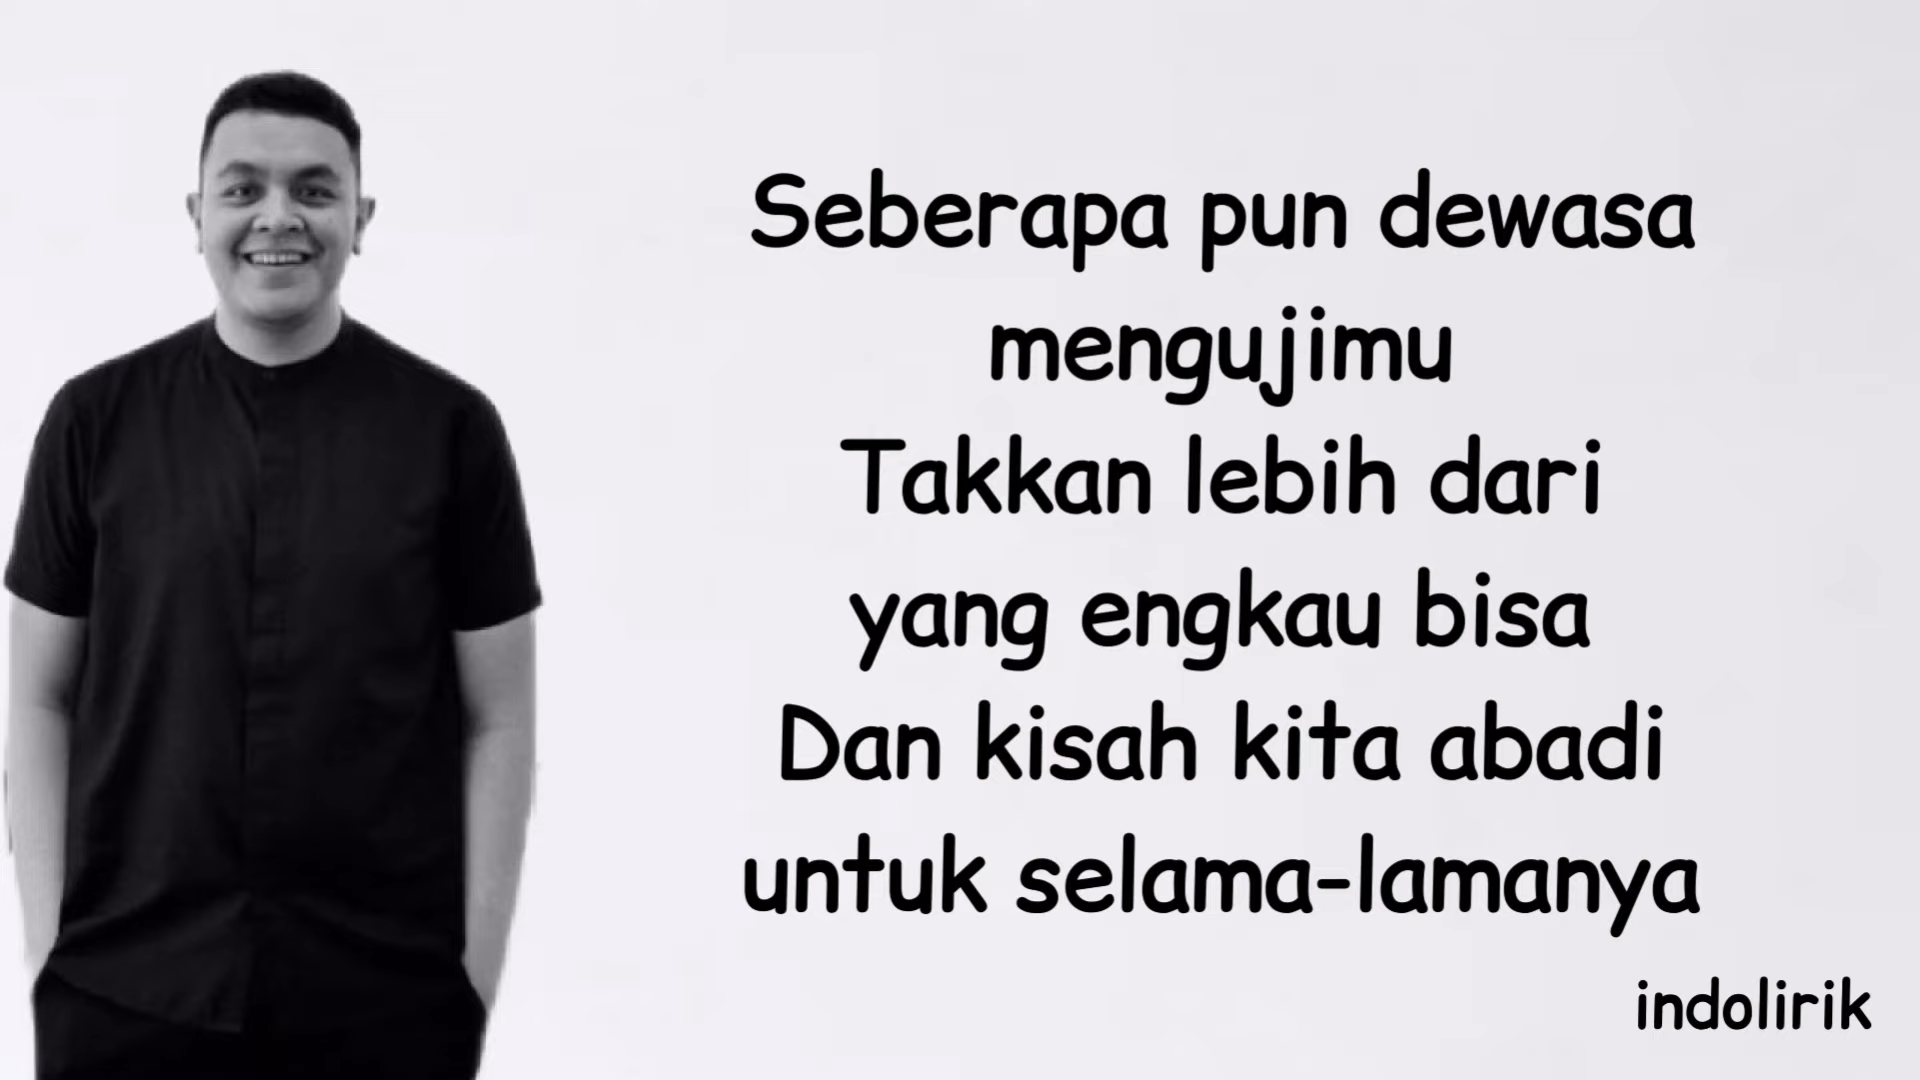 Seberapa pun dewasa
mengujimu
Takkan lebih dari
yang engkau bisa
Dan kisah kita abadi
untuk selama-lamanya
indolirik